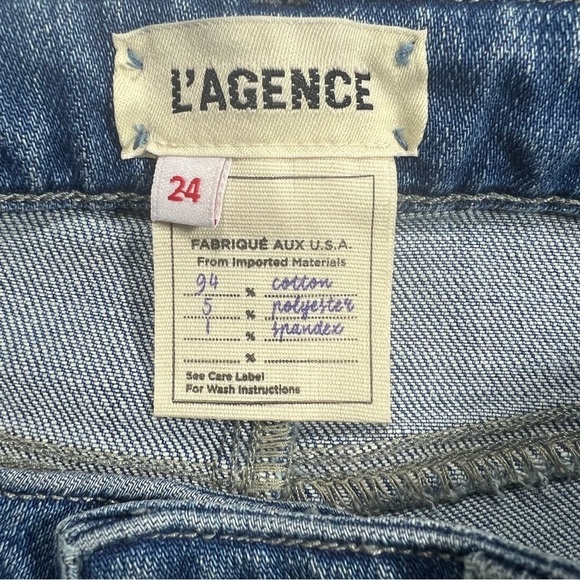 L'AGENCE
24
FABRIQUÉ AUX U.S.A.
From Imported Materials
94 % cotton
5 % polyester
1 % spandex
%
See Care Label
For Wash Instructions